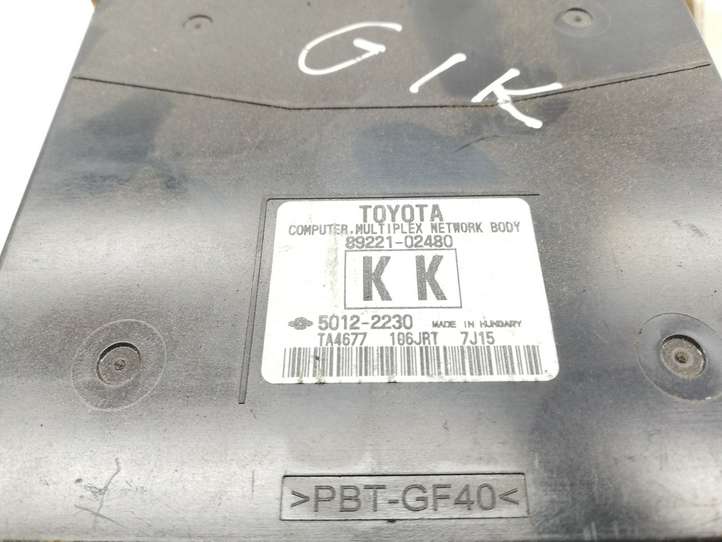 GIK
TOYOTA
COMPUTER,MULTIPLEX NETWORK BODY
89221-02480
KK
5012-2230 MADE IN HUNGARY
TA4677 106JRT 7J15
>PBT-GF40<